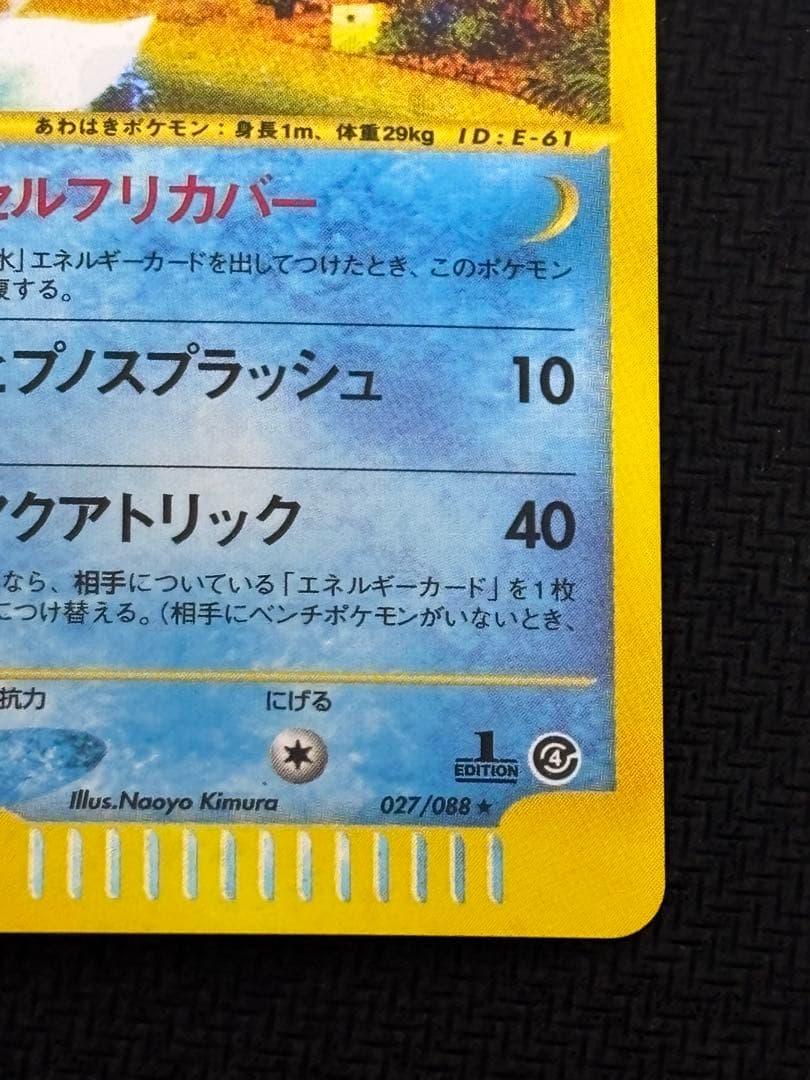 あわはきポケモン：身長1m、体重29kg ID:E-61
セルフリカバー
水」エネルギーカードを出してつけたとき、このポケモン
復する。
ヒプノスプラッシュ 10
アクアトリック 40
なら、相手についている「エネルギーカード」を1枚
につけ替える。（相手にベンチポケモンがいないとき、
抗力 にげる
1
EDITION
4
Illus.Naoyo Kimura 027/088 ★